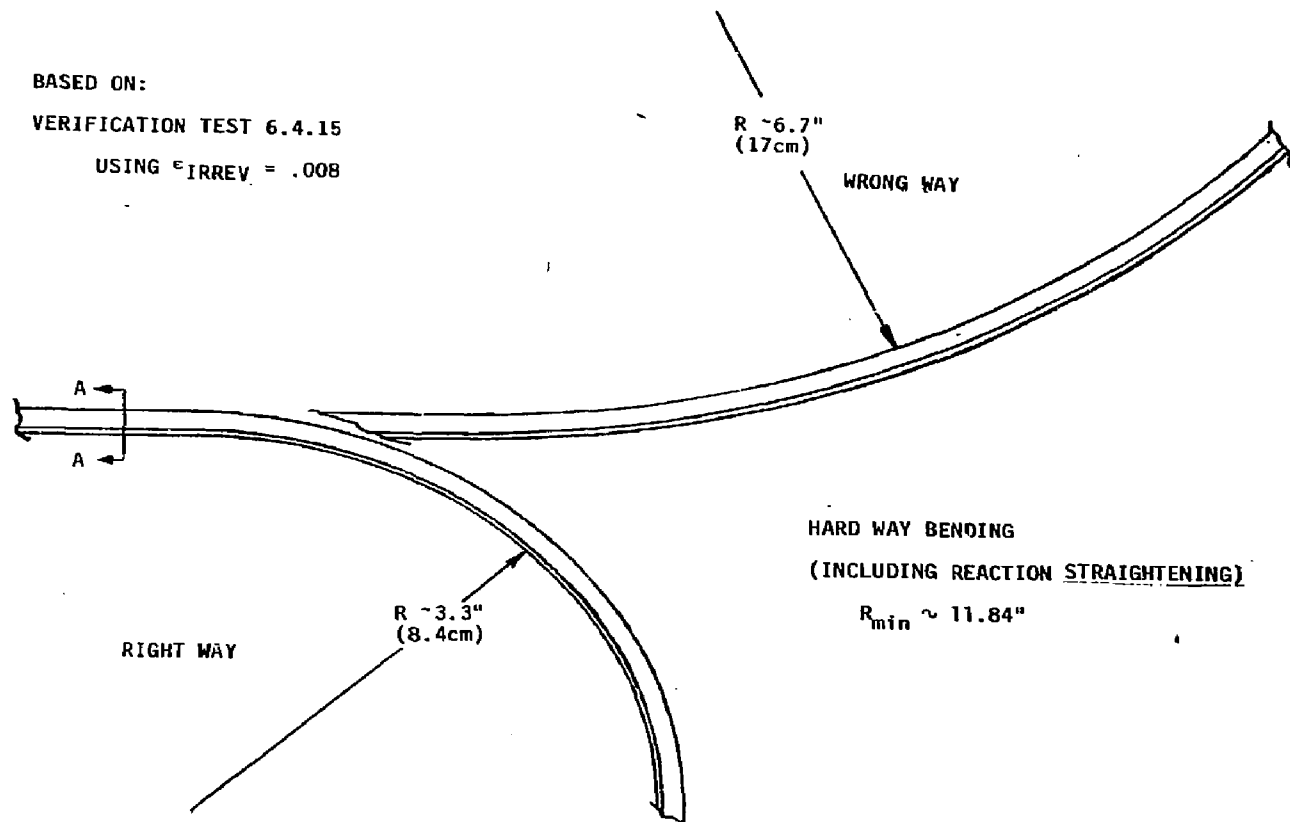 BASED ON:
VERIFICATION TEST 6.4.15
USING εIRREV = .008
R ~6.7"
(17cm)
WRONG WAY
A
A
HARD WAY BENDING
(INCLUDING REACTION STRAIGHTENING)
Rmin ~ 11.84"
R ~3.3"
(8.4cm)
RIGHT WAY